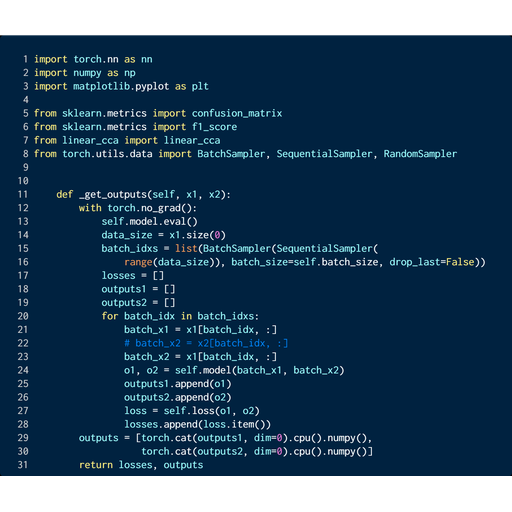 1 import torch.nn as nn
2 import numpy as np
3 import matplotlib.pyplot as plt
4
5 from sklearn.metrics import confusion_matrix
6 from sklearn.metrics import f1_score
7 from linear_cca import linear_cca
8 from torch.utils.data import BatchSampler, SequentialSampler, RandomSampler
9
10
11     def _get_outputs(self, x1, x2):
12         with torch.no_grad():
13             self.model.eval()
14             data_size = x1.size(0)
15             batch_idxs = list(BatchSampler(SequentialSampler(
16                 range(data_size)), batch_size=self.batch_size, drop_last=False))
17             losses = []
18             outputs1 = []
19             outputs2 = []
20             for batch_idx in batch_idxs:
21                 batch_x1 = x1[batch_idx, :]
22                 # batch_x2 = x2[batch_idx, :]
23                 batch_x2 = x1[batch_idx, :]
24                 o1, o2 = self.model(batch_x1, batch_x2)
25                 outputs1.append(o1)
26                 outputs2.append(o2)
27                 loss = self.loss(o1, o2)
28                 losses.append(loss.item())
29         outputs = [torch.cat(outputs1, dim=0).cpu().numpy(),
30                    torch.cat(outputs2, dim=0).cpu().numpy()]
31         return losses, outputs